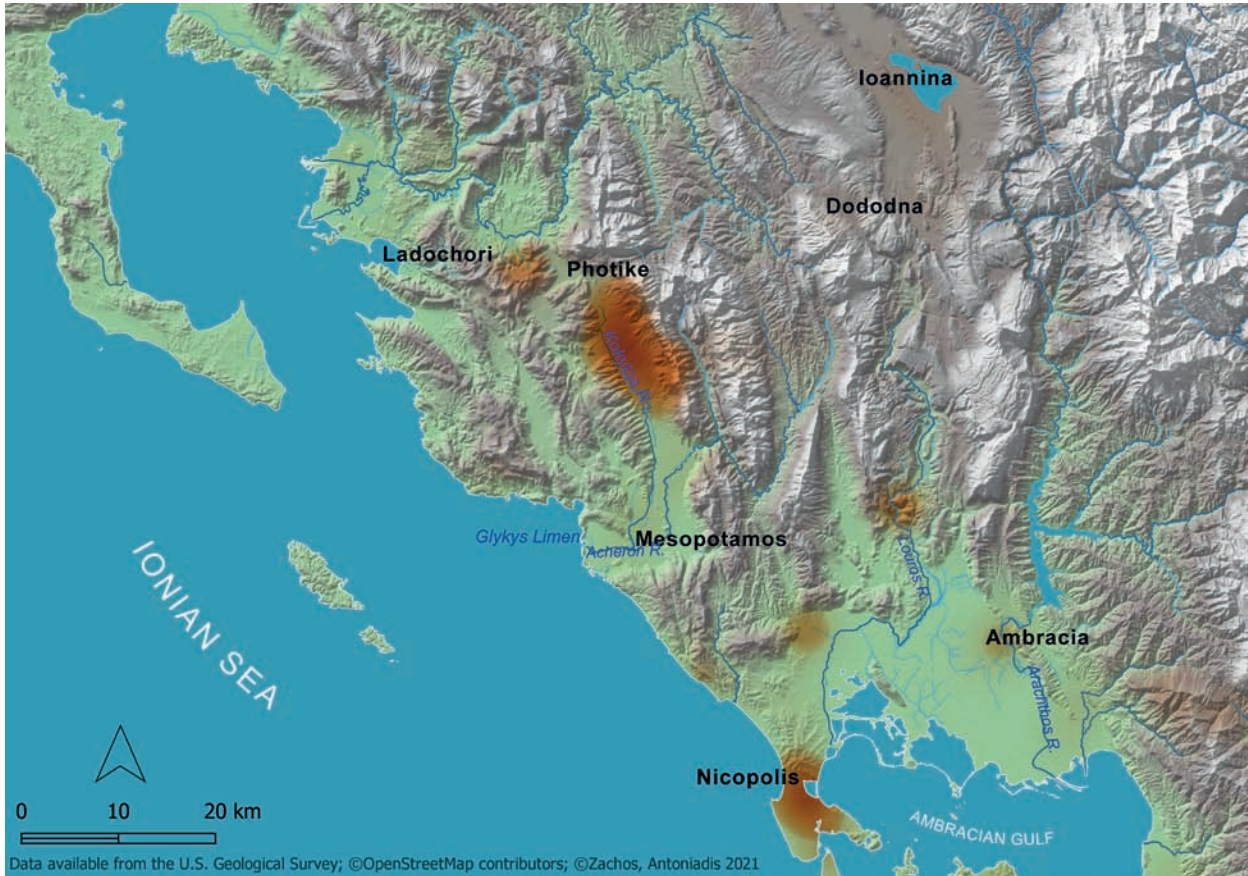 Ioannina
Dododna
Ladochori
Photike
Kokytos R.
Glykys Limen
Mesopotamos
Acheron R.
Louros R.
IONIAN SEA
Ambracia
Arachthos R.
Nicopolis
AMBRACIAN GULF
0 10 20 km
Data available from the U.S. Geological Survey; ©OpenStreetMap contributors; ©Zachos, Antoniadis 2021